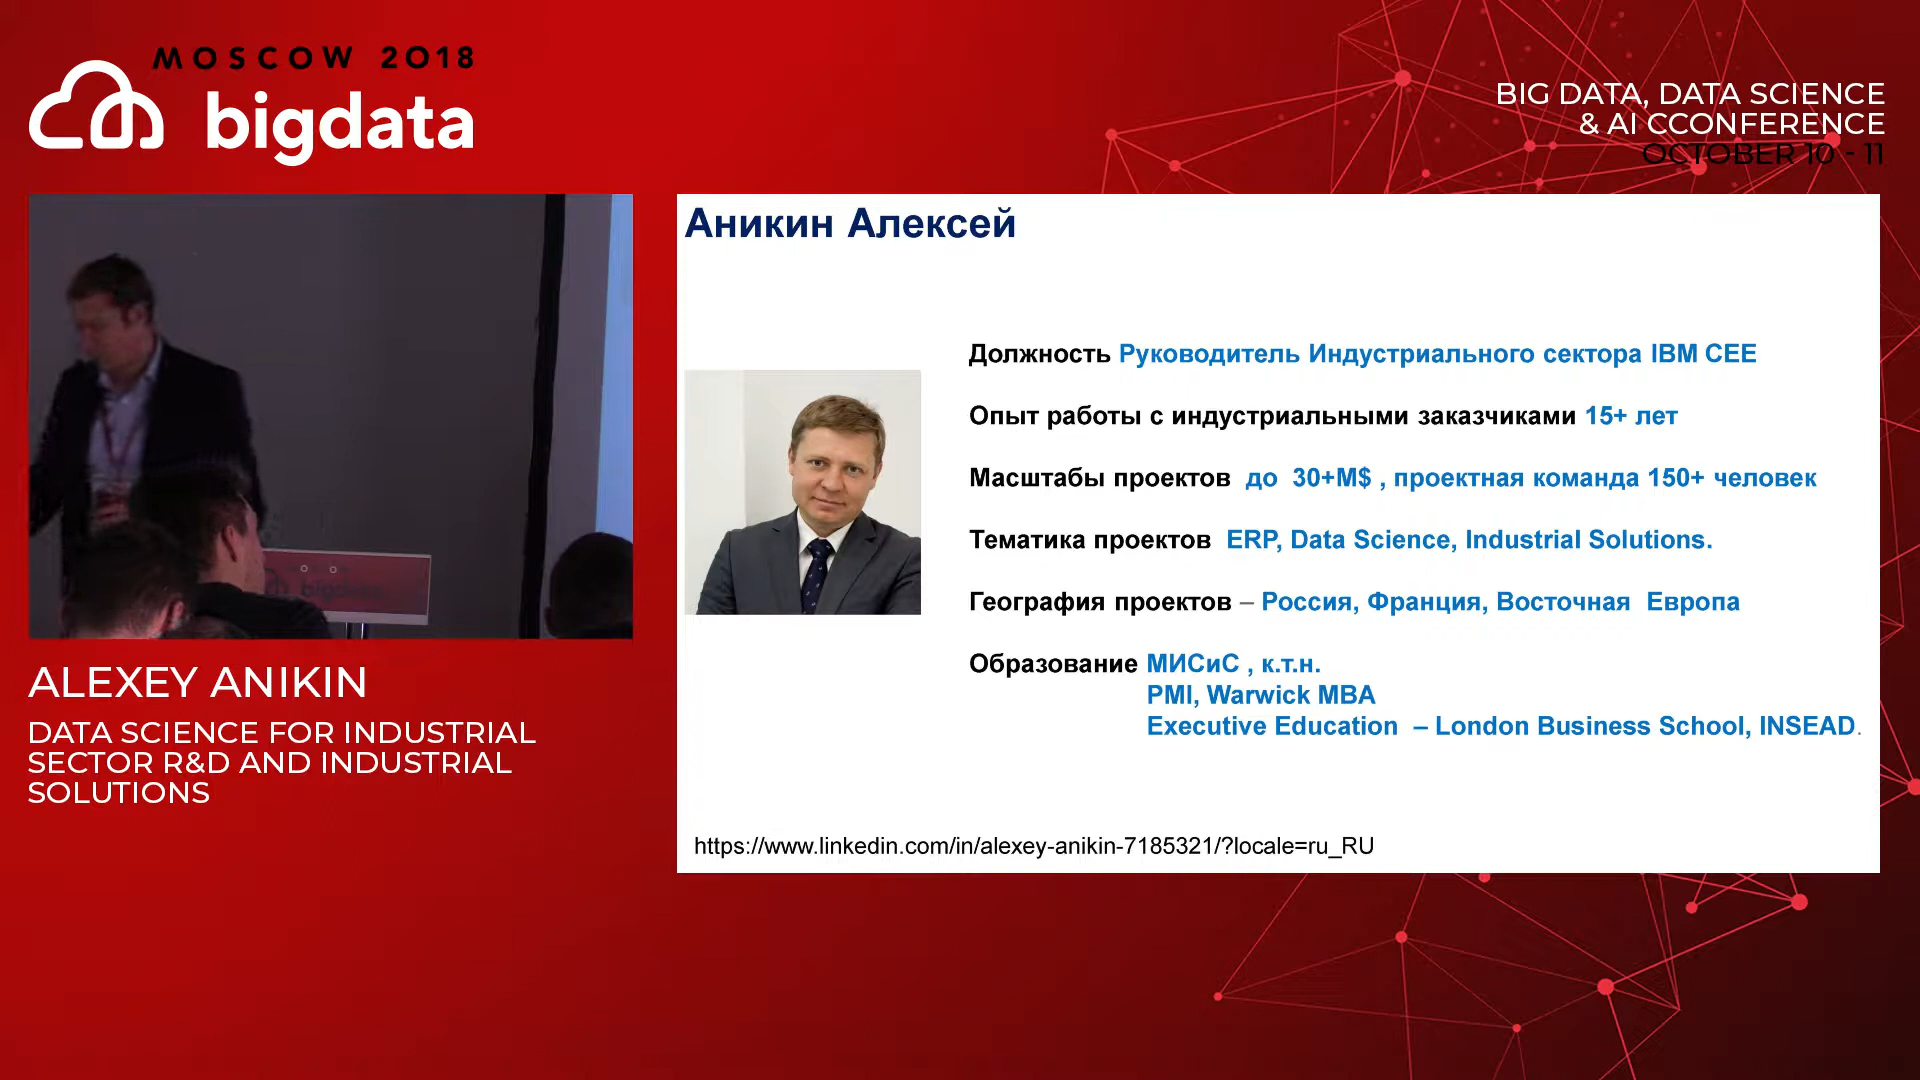 MOSCOW 2018
bigdata
BIG DATA, DATA SCIENCE
& AI CCONFERENCE
OCTOBER 10 - 11
Аникин Алексей
Должность Руководитель Индустриального сектора IBM CEE
Опыт работы с индустриальными заказчиками 15+ лет
Масштабы проектов до 30+M$ , проектная команда 150+ человек
Тематика проектов ERP, Data Science, Industrial Solutions.
География проектов – Россия, Франция, Восточная Европа
Образование МИСиС , к.т.н.
PMI, Warwick MBA
Executive Education – London Business School, INSEAD.
https://www.linkedin.com/in/alexey-anikin-7185321/?locale=ru_RU
bigdata
ALEXEY ANIKIN
DATA SCIENCE FOR INDUSTRIAL
SECTOR R&D AND INDUSTRIAL
SOLUTIONS